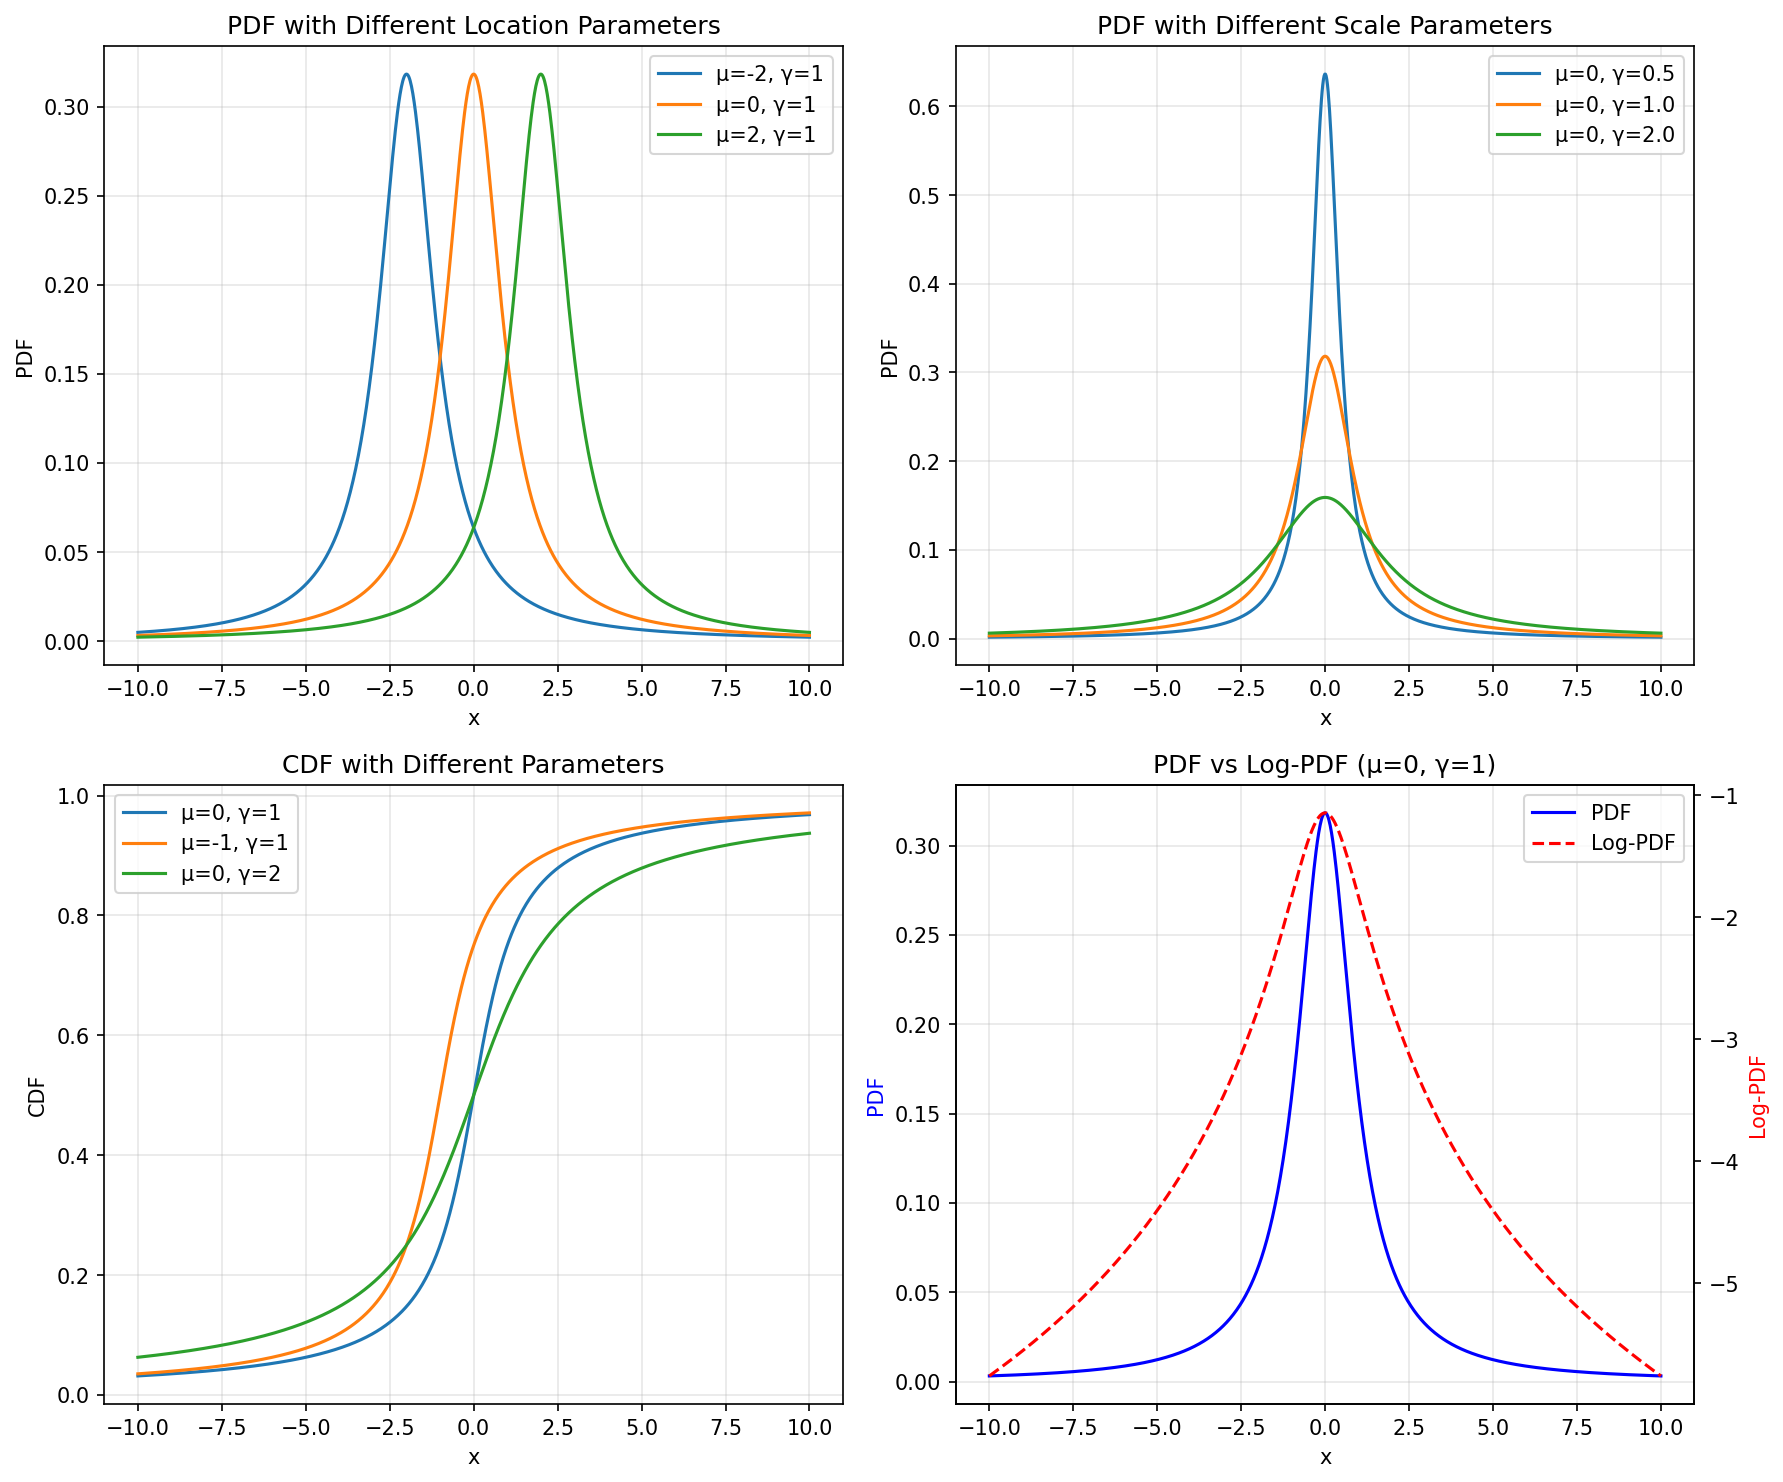 PDF with Different Location Parameters
PDF
0.30
0.25
0.20
0.15
0.10
0.05
0.00
μ=-2, γ=1
μ=0, γ=1
μ=2, γ=1
−10.0 −7.5 −5.0 −2.5 0.0 2.5 5.0 7.5 10.0
x
PDF with Different Scale Parameters
PDF
0.6
0.5
0.4
0.3
0.2
0.1
0.0
μ=0, γ=0.5
μ=0, γ=1.0
μ=0, γ=2.0
−10.0 −7.5 −5.0 −2.5 0.0 2.5 5.0 7.5 10.0
x
CDF with Different Parameters
CDF
1.0
0.8
0.6
0.4
0.2
0.0
μ=0, γ=1
μ=-1, γ=1
μ=0, γ=2
−10.0 −7.5 −5.0 −2.5 0.0 2.5 5.0 7.5 10.0
x
PDF vs Log-PDF (μ=0, γ=1)
PDF
0.30
0.25
0.20
0.15
0.10
0.05
0.00
PDF
Log-PDF
−1
−2
−3
−4
−5
Log-PDF
−10.0 −7.5 −5.0 −2.5 0.0 2.5 5.0 7.5 10.0
x